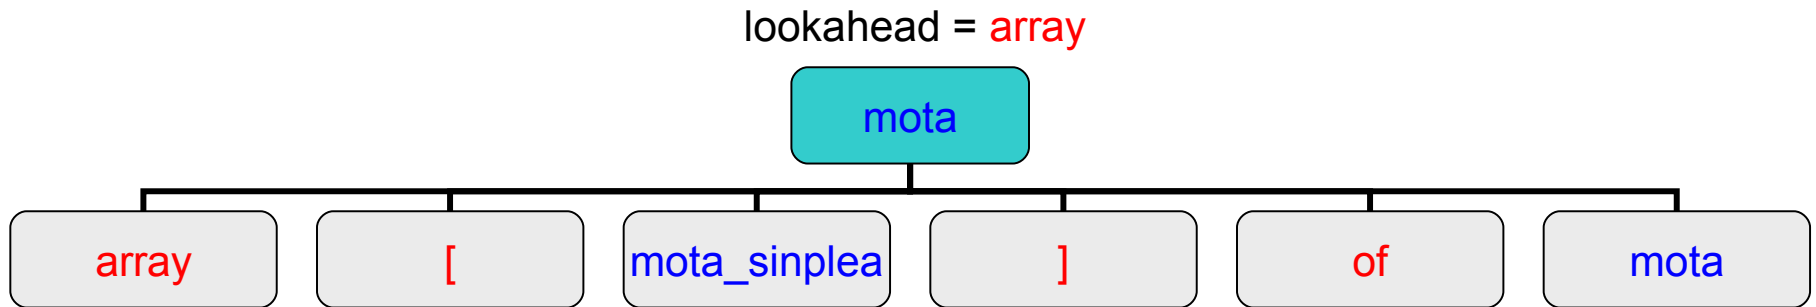 lookahead = array
mota
array [ mota_sinplea ] of mota